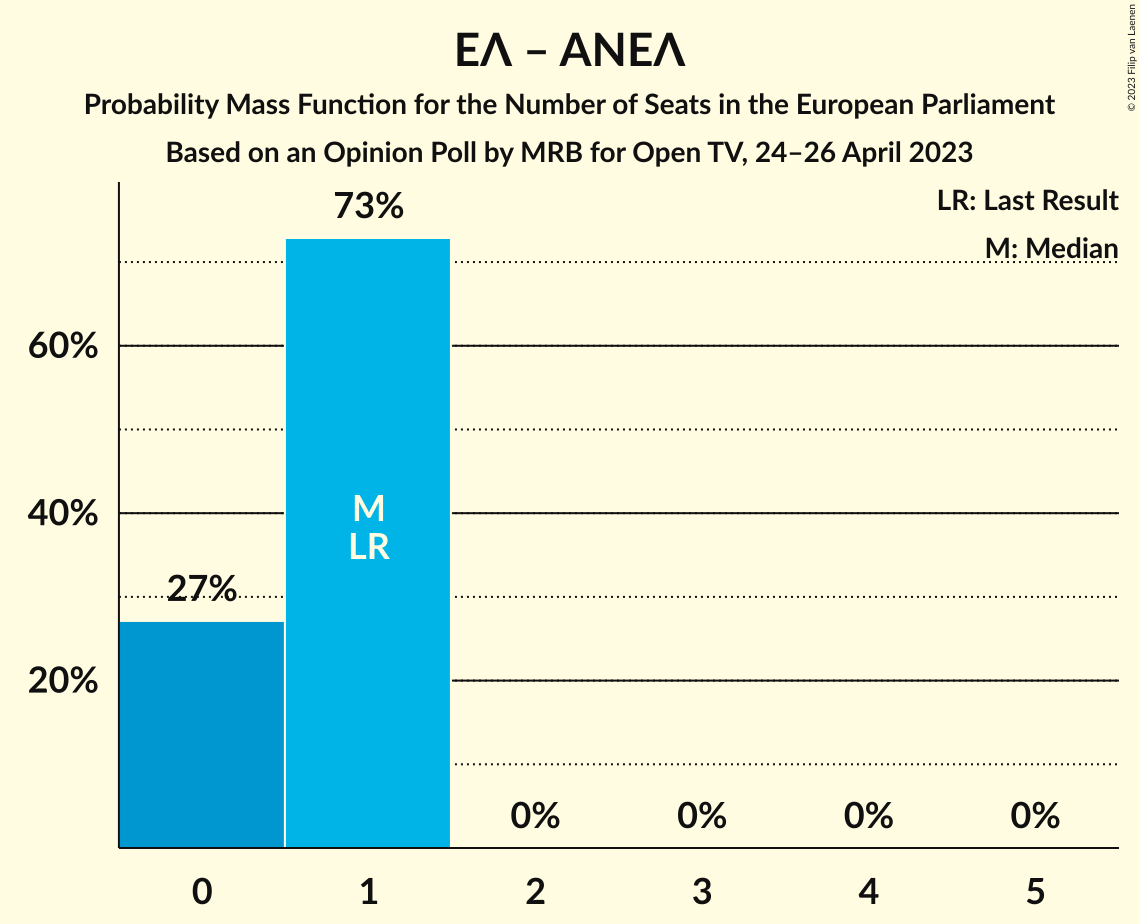 ΕΛ – ΑΝΕΛ
Probability Mass Function for the Number of Seats in the European Parliament
Based on an Opinion Poll by MRB for Open TV, 24–26 April 2023
© 2023 Filip van Laenen
LR: Last Result
M: Median
73%
60%
40%
20%
27%
M
LR
0%
0%
0%
0%
0
1
2
3
4
5